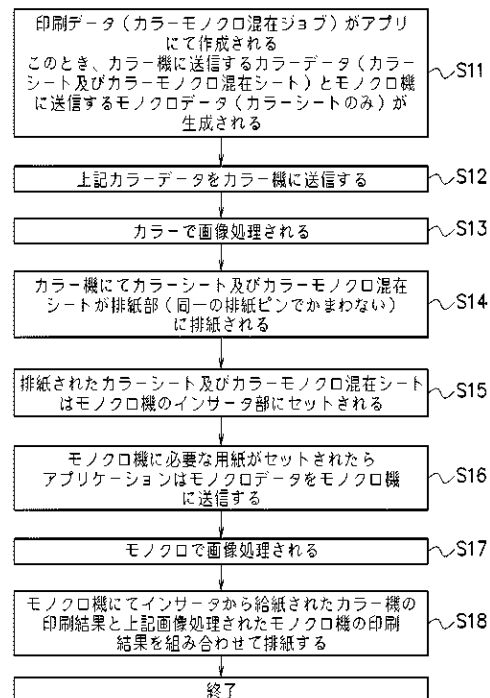 印刷データ（カラーモノクロ混在ジョブ）がアプリ
にて作成される
このとき、カラー機に送信するカラーデータ（カラー
シート及びカラーモノクロ混在シート）とモノクロ機
に送信するモノクロデータ（カラーシートのみ）が
生成される
S11
上記カラーデータをカラー機に送信する
S12
カラーで画像処理される
S13
カラー機にてカラーシート及びカラーモノクロ混在
シートが排紙部（同一の排紙ピンでかまわない）
に排紙される
S14
排紙されたカラーシート及びカラーモノクロ混在シート
はモノクロ機のインサータ部にセットされる
S15
モノクロ機に必要な用紙がセットされたら
アプリケーションはモノクロデータをモノクロ機
に送信する
S16
モノクロで画像処理される
S17
モノクロ機にてインサータから給紙されたカラー機の
印刷結果と上記画像処理されたモノクロ機の印刷
結果を組み合わせて排紙する
S18
終了